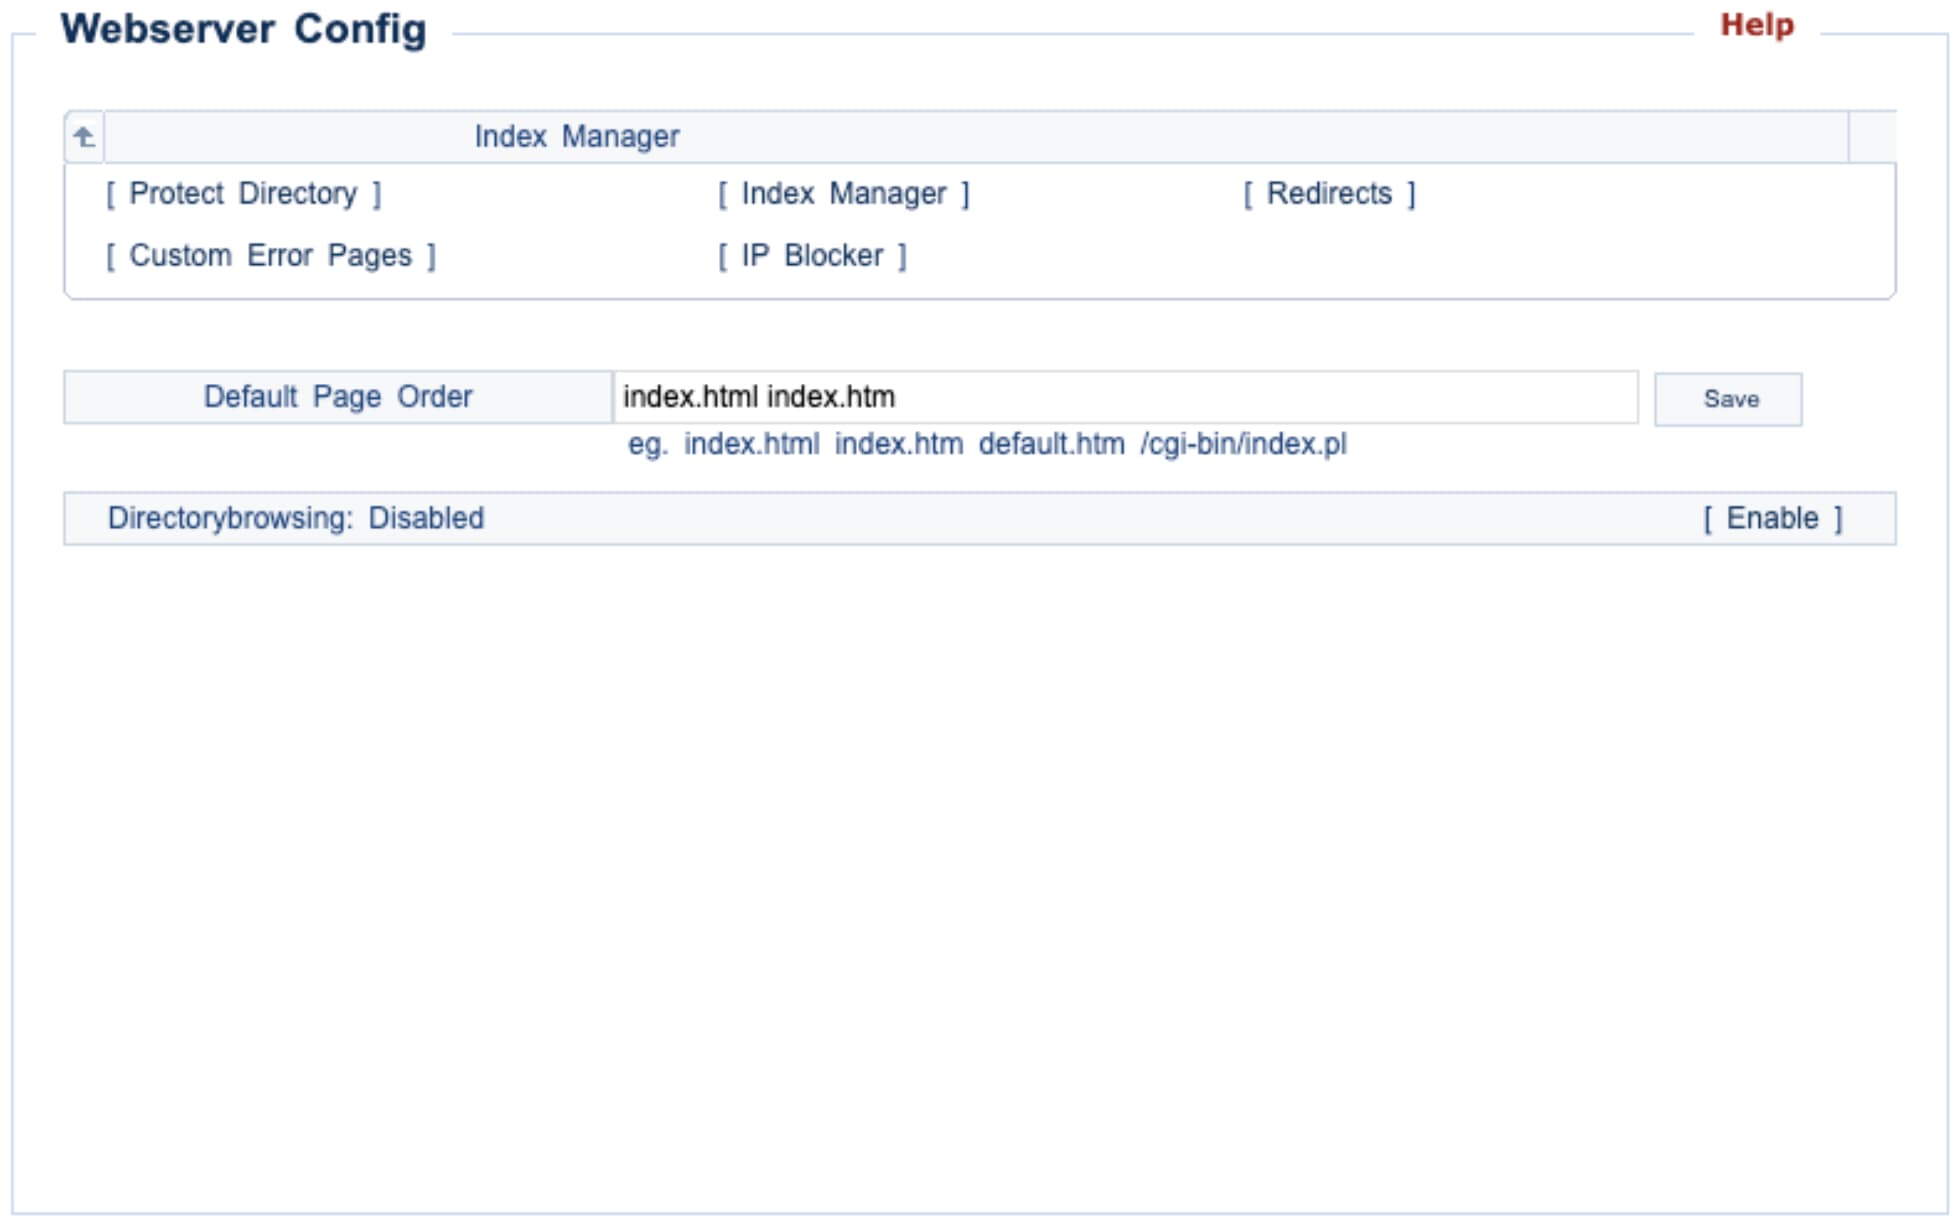 Webserver Config
Help
Index Manager
[ Protect Directory ] [ Index Manager ] [ Redirects ]
[ Custom Error Pages ] [ IP Blocker ]
Default Page Order index.html index.htm Save
eg. index.html index.htm default.htm /cgi-bin/index.pl
Directorybrowsing: Disabled [ Enable ]